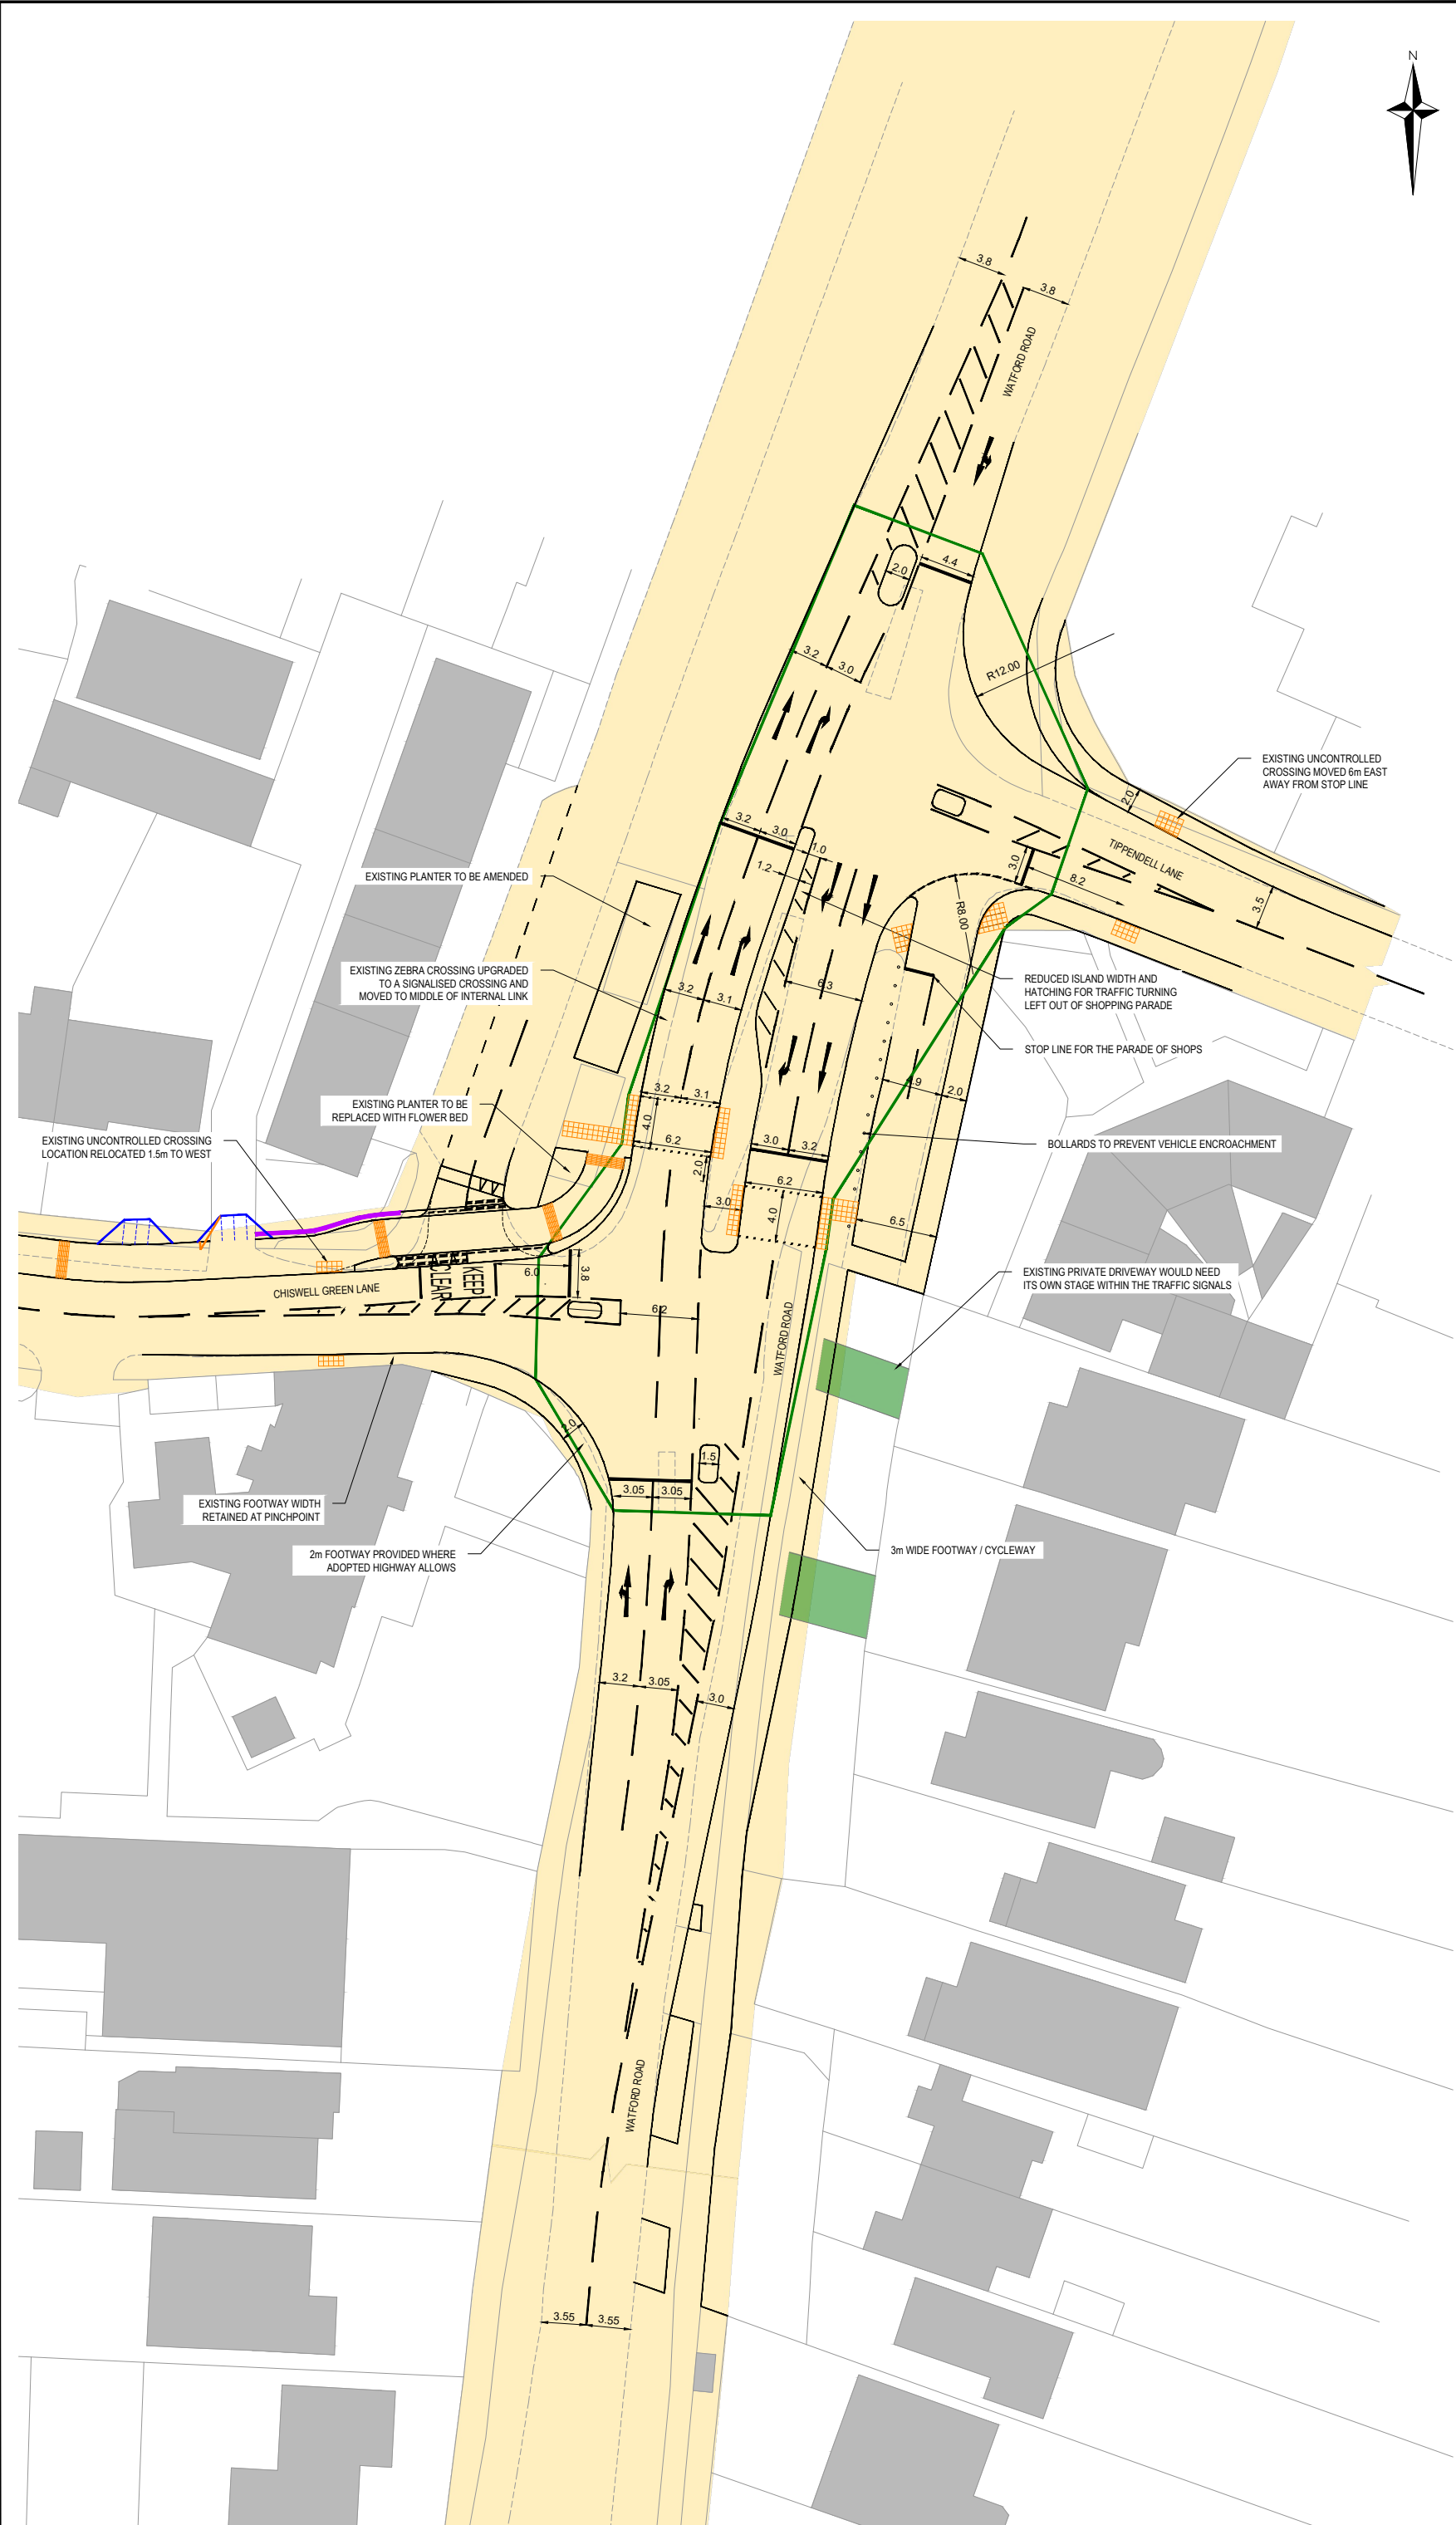 N
3.8
3.8
WATFORD ROAD
4.4
2.0
3.2
3.0
R12.00
EXISTING UNCONTROLLED
CROSSING MOVED 6m EAST
AWAY FROM STOP LINE
2.0
TIPPENDELL LANE
3.2
3.0
1.0
1.2
3.0
8.2
3.5
R8.00
EXISTING PLANTER TO BE AMENDED
EXISTING ZEBRA CROSSING UPGRADED
TO A SIGNALISED CROSSING AND
MOVED TO MIDDLE OF INTERNAL LINK
3.2
3.1
6.3
REDUCED ISLAND WIDTH AND
HATCHING FOR TRAFFIC TURNING
LEFT OUT OF SHOPPING PARADE
STOP LINE FOR THE PARADE OF SHOPS
4.9
2.0
EXISTING PLANTER TO BE
REPLACED WITH FLOWER BED
3.2
3.1
4.0
6.2
2.0
3.0
3.0
3.2
6.2
4.0
6.5
BOLLARDS TO PREVENT VEHICLE ENCROACHMENT
EXISTING UNCONTROLLED CROSSING
LOCATION RELOCATED 1.5m TO WEST
CHISWELL GREEN LANE
KEEP
CLEAR
6.0
3.8
6.2
WATFORD ROAD
EXISTING PRIVATE DRIVEWAY WOULD NEED
ITS OWN STAGE WITHIN THE TRAFFIC SIGNALS
2.0
1.5
3.05
3.05
EXISTING FOOTWAY WIDTH
RETAINED AT PINCHPOINT
2m FOOTWAY PROVIDED WHERE
ADOPTED HIGHWAY ALLOWS
3m WIDE FOOTWAY / CYCLEWAY
3.2
3.05
3.0
WATFORD ROAD
3.55
3.55